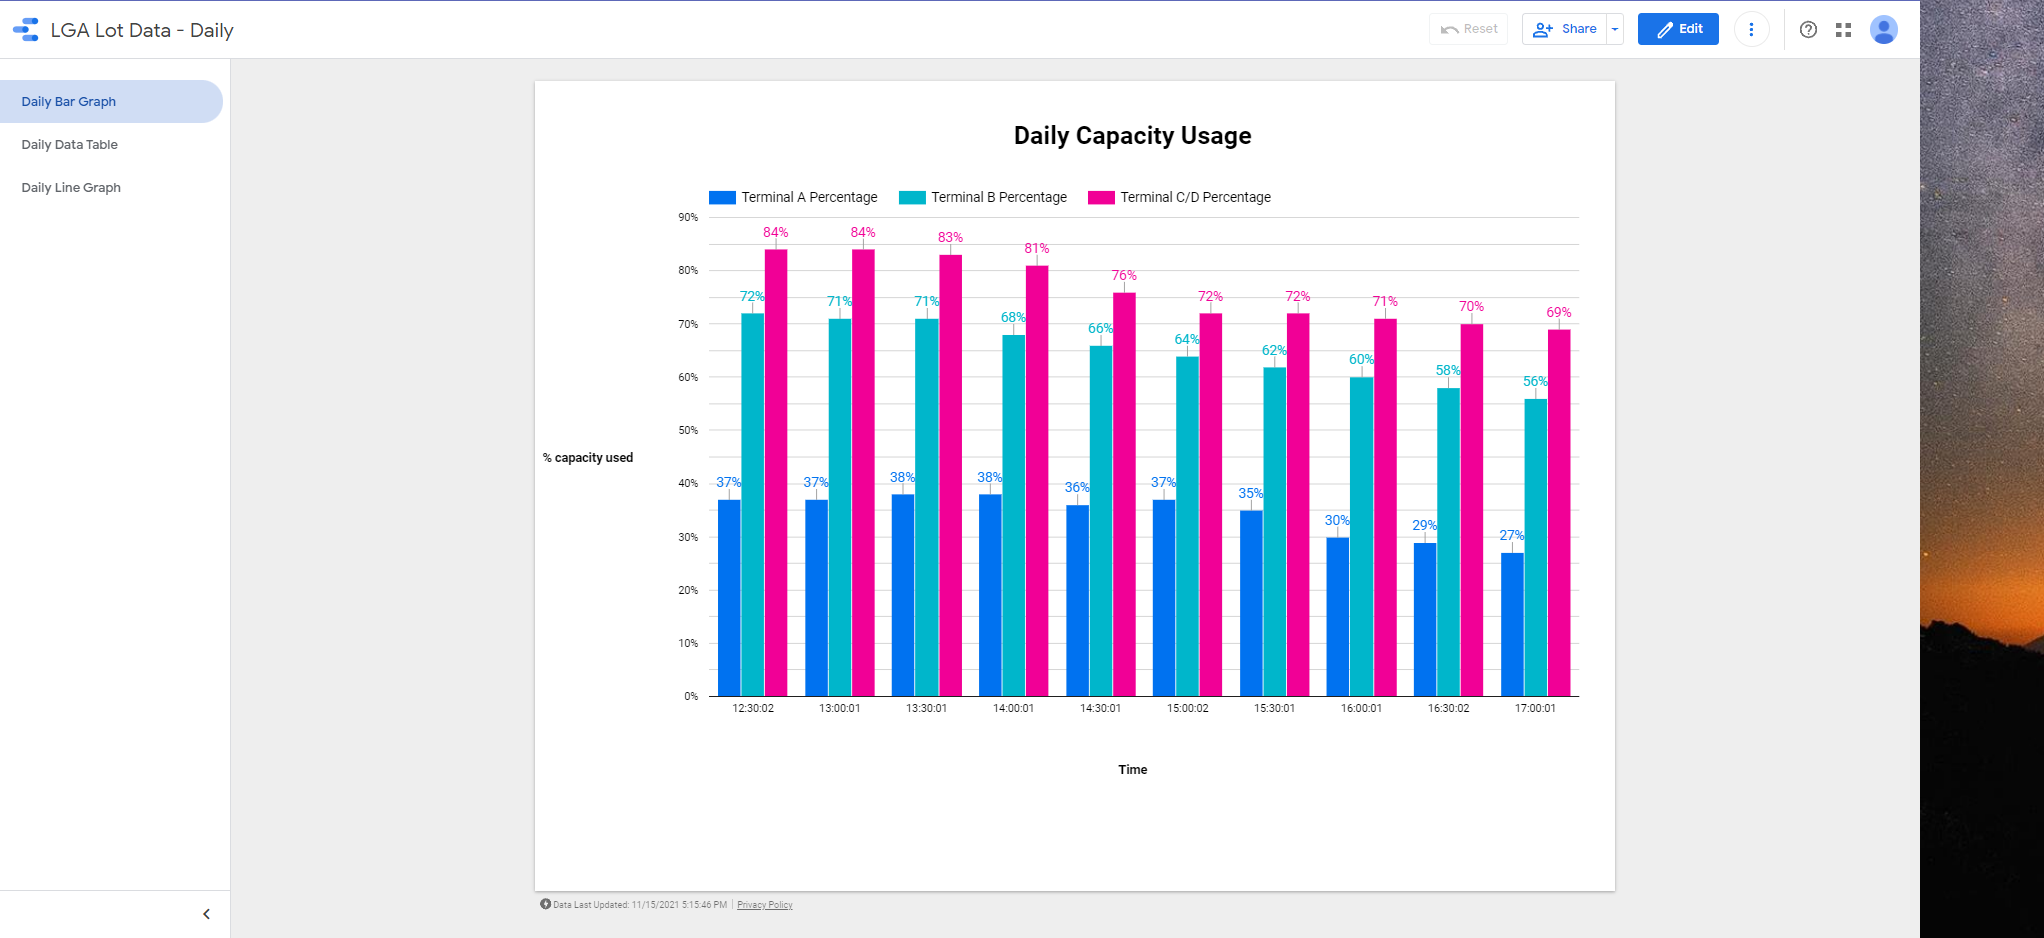 LGA Lot Data - Daily
Reset
Share
Edit
Daily Bar Graph
Daily Data Table
Daily Line Graph
Daily Capacity Usage
Terminal A Percentage Terminal B Percentage Terminal C/D Percentage
90%
80%
70%
60%
50%
40%
30%
20%
10%
0%
% capacity used
37% 72% 84%
37% 71% 84%
38% 71% 83%
38% 68% 81%
36% 66% 76%
37% 64% 72%
35% 62% 72%
30% 60% 71%
29% 58% 70%
27% 56% 69%
12:30:02 13:00:01 13:30:01 14:00:01 14:30:01 15:00:02 15:30:01 16:00:01 16:30:02 17:00:01
Time
Data Last Updated: 11/15/2021 5:15:46 PM | Privacy Policy